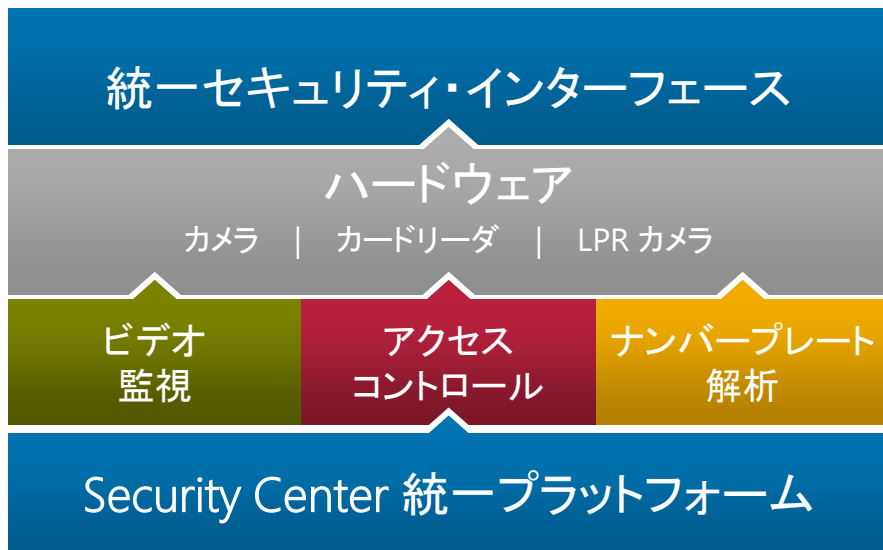 統一セキュリティ・インターフェース
ハードウェア
カメラ | カードリーダ | LPR カメラ
ビデオ
監視
アクセス
コントロール
ナンバープレート
解析
Security Center 統一プラットフォーム